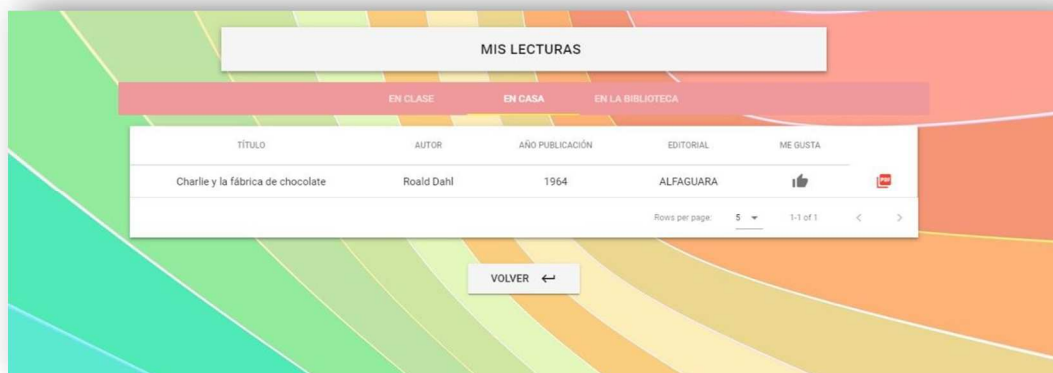 MIS LECTURAS
EN CLASE EN CASA EN LA BIBLIOTECA
TÍTULO AUTOR AÑO PUBLICACIÓN EDITORIAL ME GUSTA
Charlie y la fábrica de chocolate Roald Dahl 1964 ALFAGUARA PDF
Rows per page: 5 1-1 of 1
VOLVER